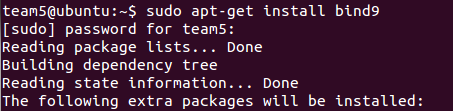 team5@ubuntu:~$ sudo apt-get install bind9
[sudo] password for team5:
Reading package lists... Done
Building dependency tree
Reading state information... Done
The following extra packages will be installed: